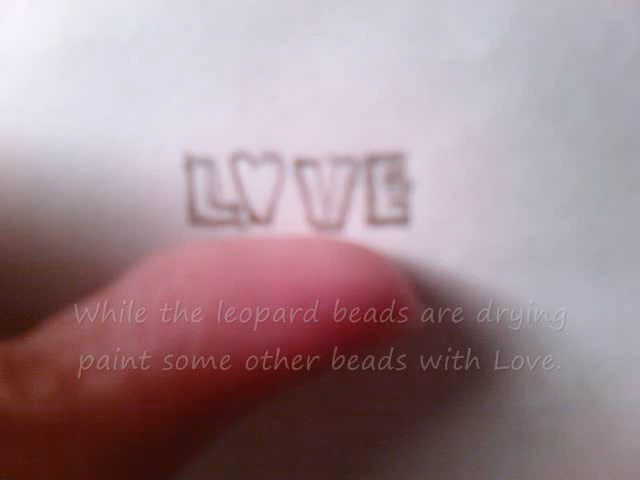 L♥VE
While the leopard beads are drying
paint some other beads with Love.